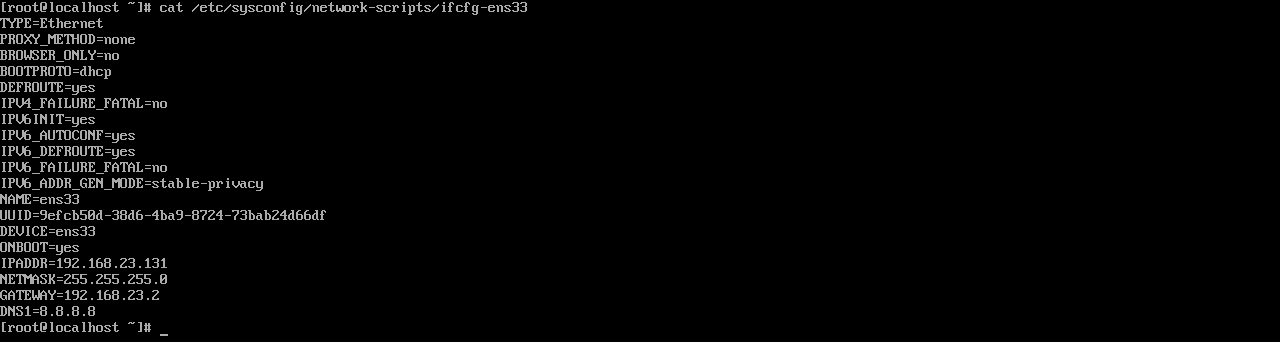 [root@localhost ~]# cat /etc/sysconfig/network-scripts/ifcfg-ens33
TYPE=Ethernet
PROXY_METHOD=none
BROWSER_ONLY=no
BOOTPROTO=dhcp
DEFROUTE=yes
IPV4_FAILURE_FATAL=no
IPV6INIT=yes
IPV6_AUTOCONF=yes
IPV6_DEFROUTE=yes
IPV6_FAILURE_FATAL=no
IPV6_ADDR_GEN_MODE=stable-privacy
NAME=ens33
UUID=9efcb50d-38d6-4ba9-8724-73bab24d66df
DEVICE=ens33
ONBOOT=yes
IPADDR=192.168.23.131
NETMASK=255.255.255.0
GATEWAY=192.168.23.2
DNS1=8.8.8.8
[root@localhost ~]# _